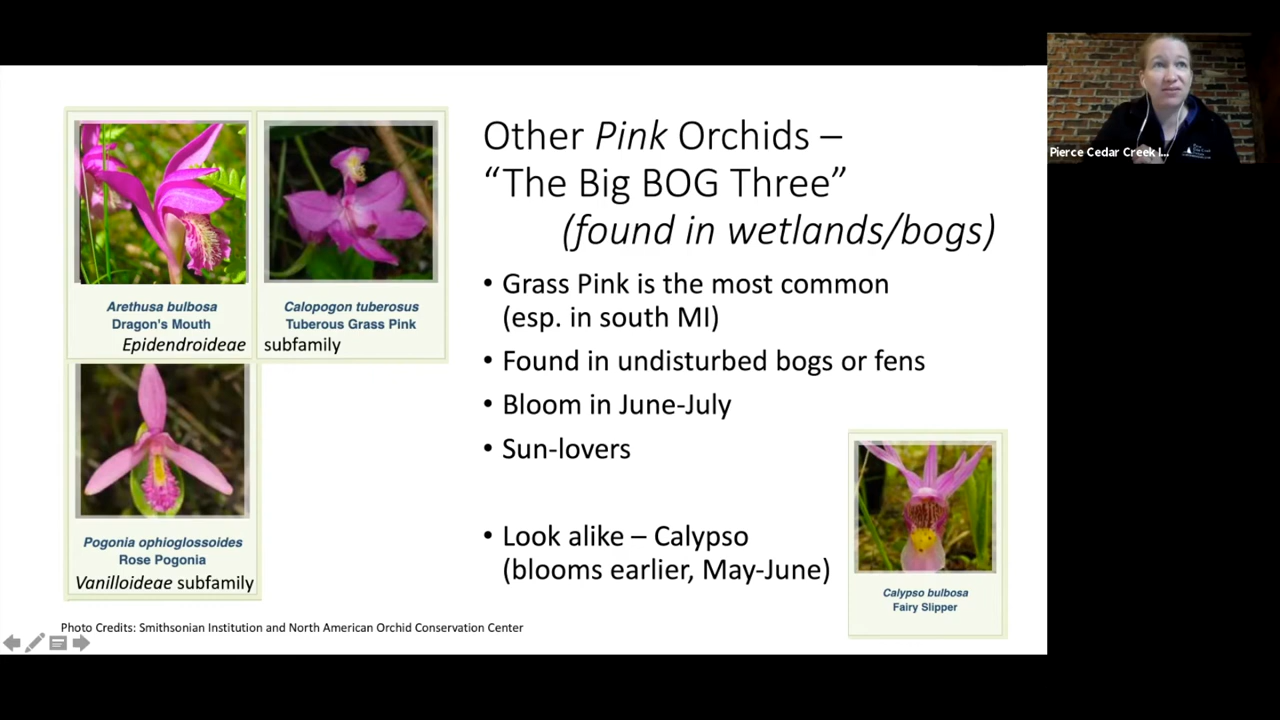 Other Pink Orchids –
“The Big BOG Three”
(found in wetlands/bogs)
Arethusa bulbosa
Dragon's Mouth
Epidendroideae subfamily
Calopogon tuberosus
Tuberous Grass Pink
Pogonia ophioglossoides
Rose Pogonia
Vanilloideae subfamily
• Grass Pink is the most common
(esp. in south MI)
• Found in undisturbed bogs or fens
• Bloom in June-July
• Sun-lovers
• Look alike – Calypso
(blooms earlier, May-June)
Calypso bulbosa
Fairy Slipper
Photo Credits: Smithsonian Institution and North American Orchid Conservation Center
Pierce Cedar Creek I...